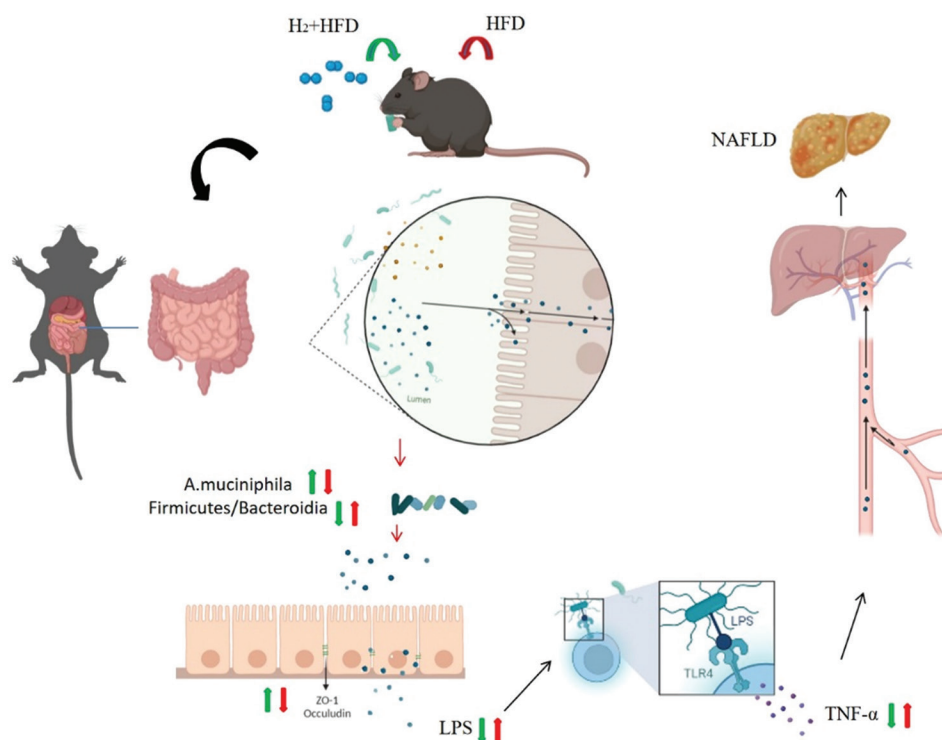 H₂+HFD
HFD
NAFLD
Lumen
A.muciniphila
Firmicutes/Bacteroidia
ZO-1
Occuludin
LPS
LPS
TLR4
TNF-α